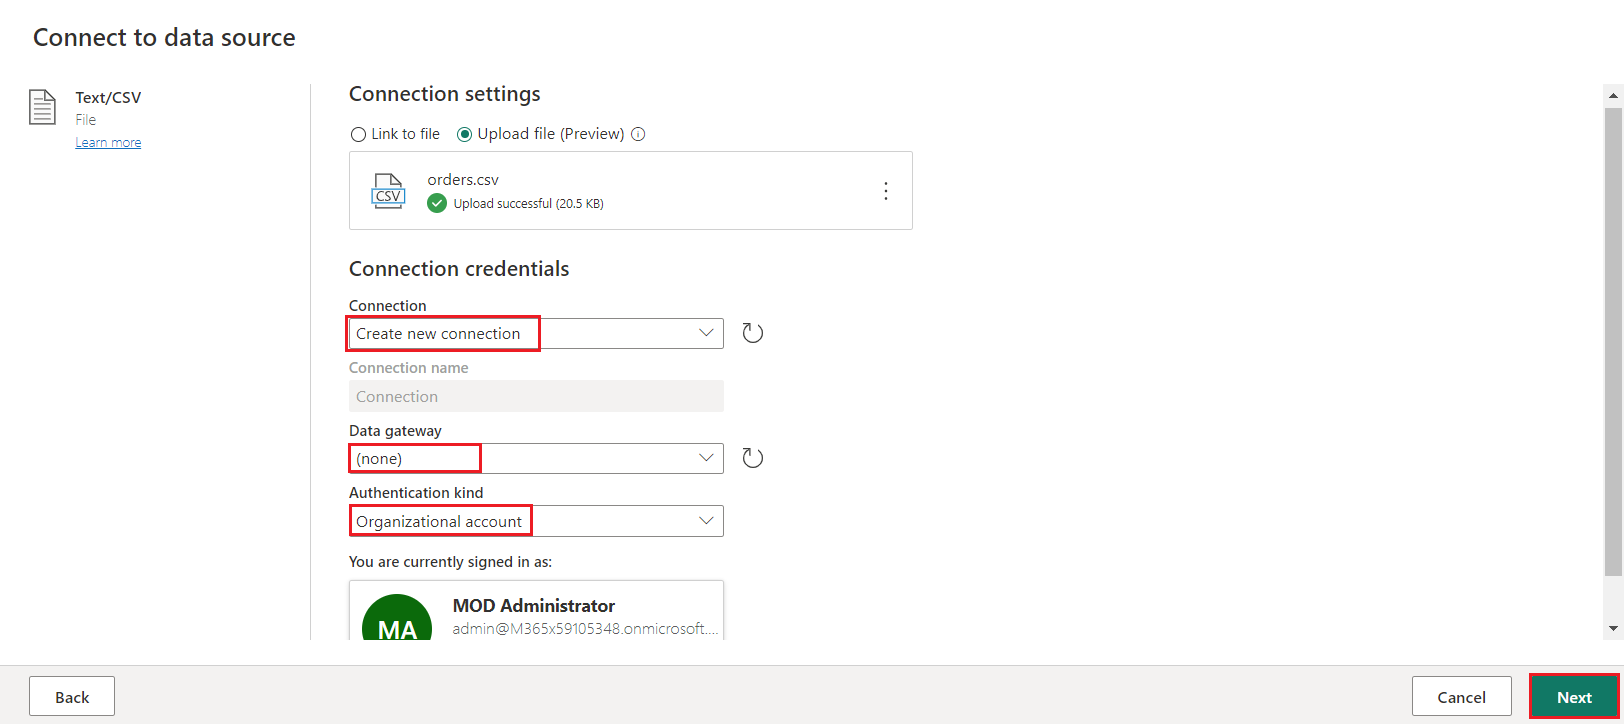 Connect to data source
Text/CSV
File
Learn more
Connection settings
Link to file Upload file (Preview)
CSV
orders.csv
Upload successful (20.5 KB)
Connection credentials
Connection
Create new connection
Connection name
Connection
Data gateway
(none)
Authentication kind
Organizational account
You are currently signed in as:
MA
MOD Administrator
admin@M365x59105348.onmicrosoft....
Back
Cancel
Next